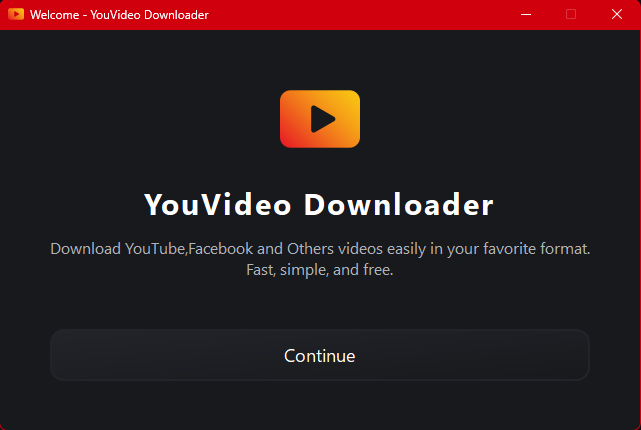 Welcome - YouVideo Downloader
YouVideo Downloader
Download YouTube,Facebook and Others videos easily in your favorite format.
Fast, simple, and free.
Continue